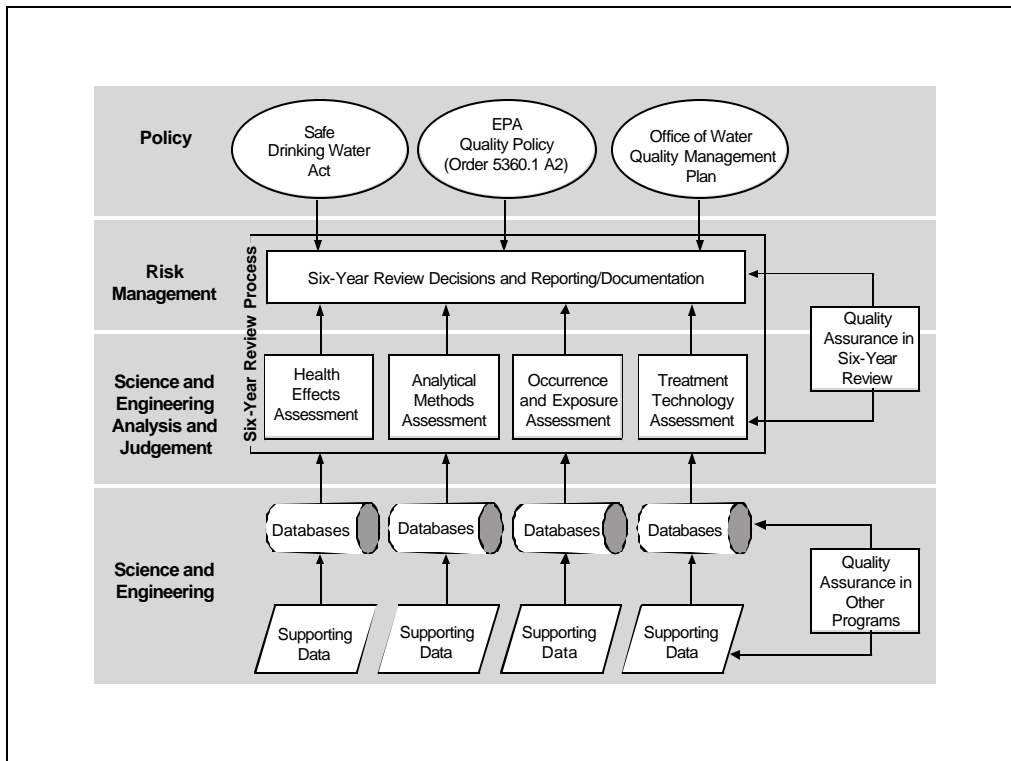 Policy
Safe
Drinking Water
Act
EPA
Quality Policy
(Order 5360.1 A2)
Office of Water
Quality Management
Plan
Risk
Management
Six-Year Review Process
Six-Year Review Decisions and Reporting/Documentation
Quality
Assurance in
Six-Year
Review
Science and
Engineering
Analysis and
Judgement
Health
Effects
Assessment
Analytical
Methods
Assessment
Occurrence
and Exposure
Assessment
Treatment
Technology
Assessment
Science and
Engineering
Databases
Databases
Databases
Databases
Quality
Assurance in
Other
Programs
Supporting
Data
Supporting
Data
Supporting
Data
Supporting
Data